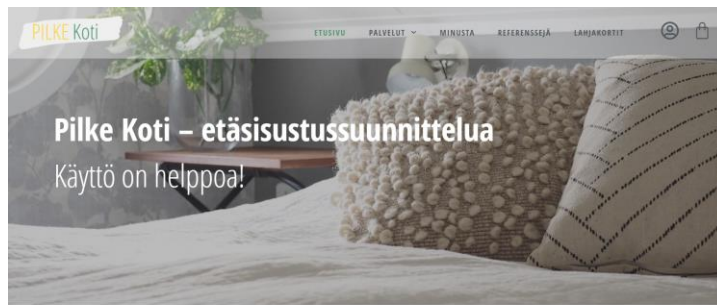 PILKE Koti
ETUSIVU PALVELUT MINUSTA REFERENSSEJÄ LAHJAKORTIT
Pilke Koti – etäsisustussuunnittelua
Käyttö on helppoa!